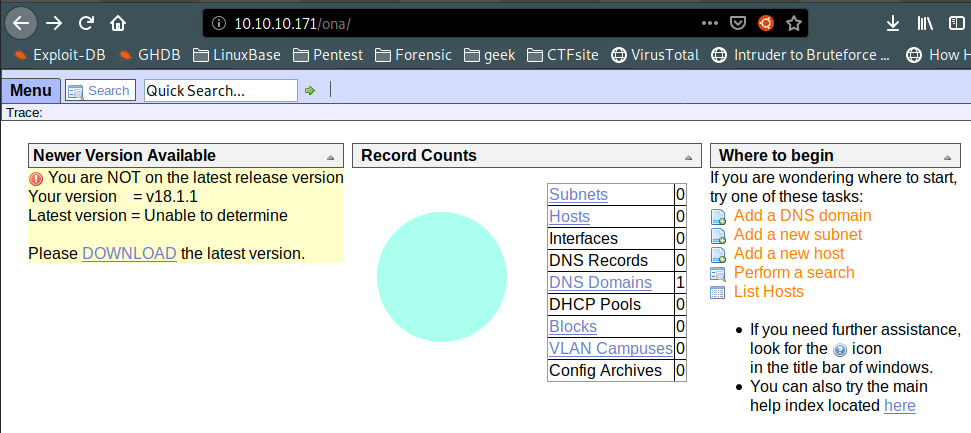 10.10.10.171/ona/
Exploit-DB GHDB LinuxBase Pentest Forensic geek CTFsite VirusTotal Intruder to Bruteforce ... How H
Menu Search Quick Search...
Trace:
Newer Version Available
You are NOT on the latest release version
Your version = v18.1.1
Latest version = Unable to determine
Please DOWNLOAD the latest version.
Record Counts
Subnets 0
Hosts 0
Interfaces 0
DNS Records 0
DNS Domains 1
DHCP Pools 0
Blocks 0
VLAN Campuses 0
Config Archives 0
Where to begin
If you are wondering where to start,
try one of these tasks:
Add a DNS domain
Add a new subnet
Add a new host
Perform a search
List Hosts
• If you need further assistance,
look for the ? icon
in the title bar of windows.
• You can also try the main
help index located here